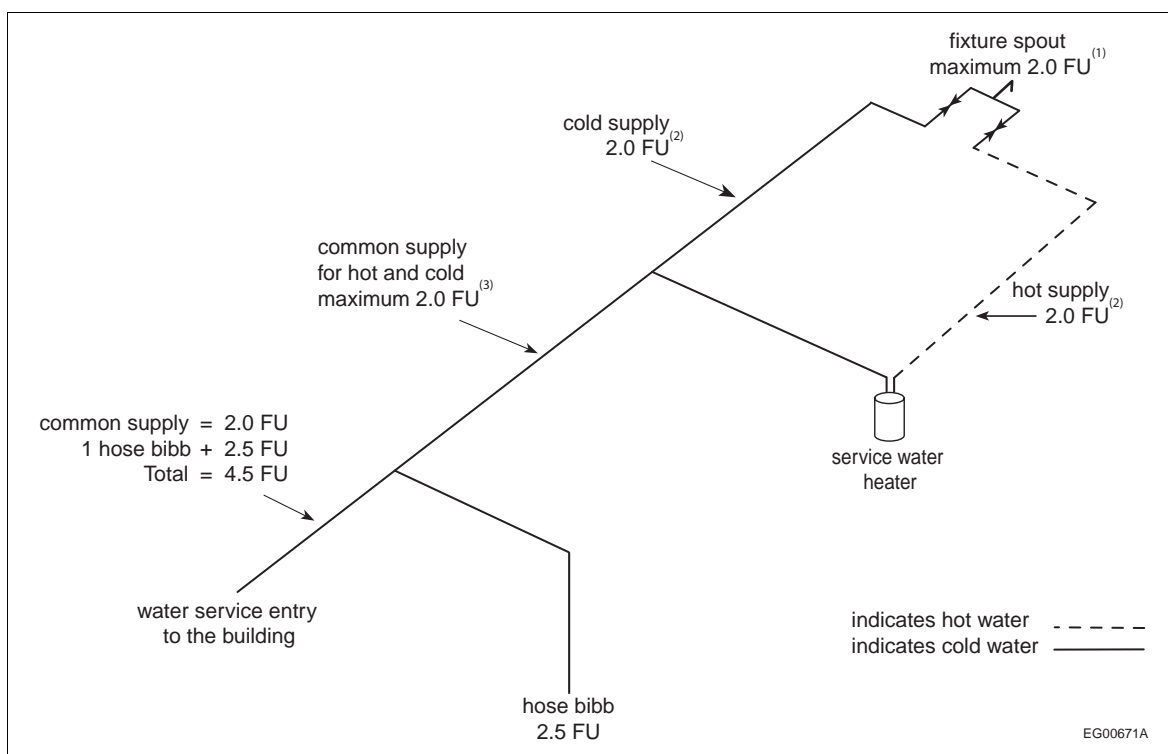 fixture spout
maximum 2.0 FU(1)
cold supply
2.0 FU(2)
common supply
for hot and cold
maximum 2.0 FU(3)
hot supply
2.0 FU(2)
common supply = 2.0 FU
1 hose bibb + 2.5 FU
Total = 4.5 FU
service water
heater
water service entry
to the building
indicates hot water
indicates cold water
hose bibb
2.5 FU
EG00671A